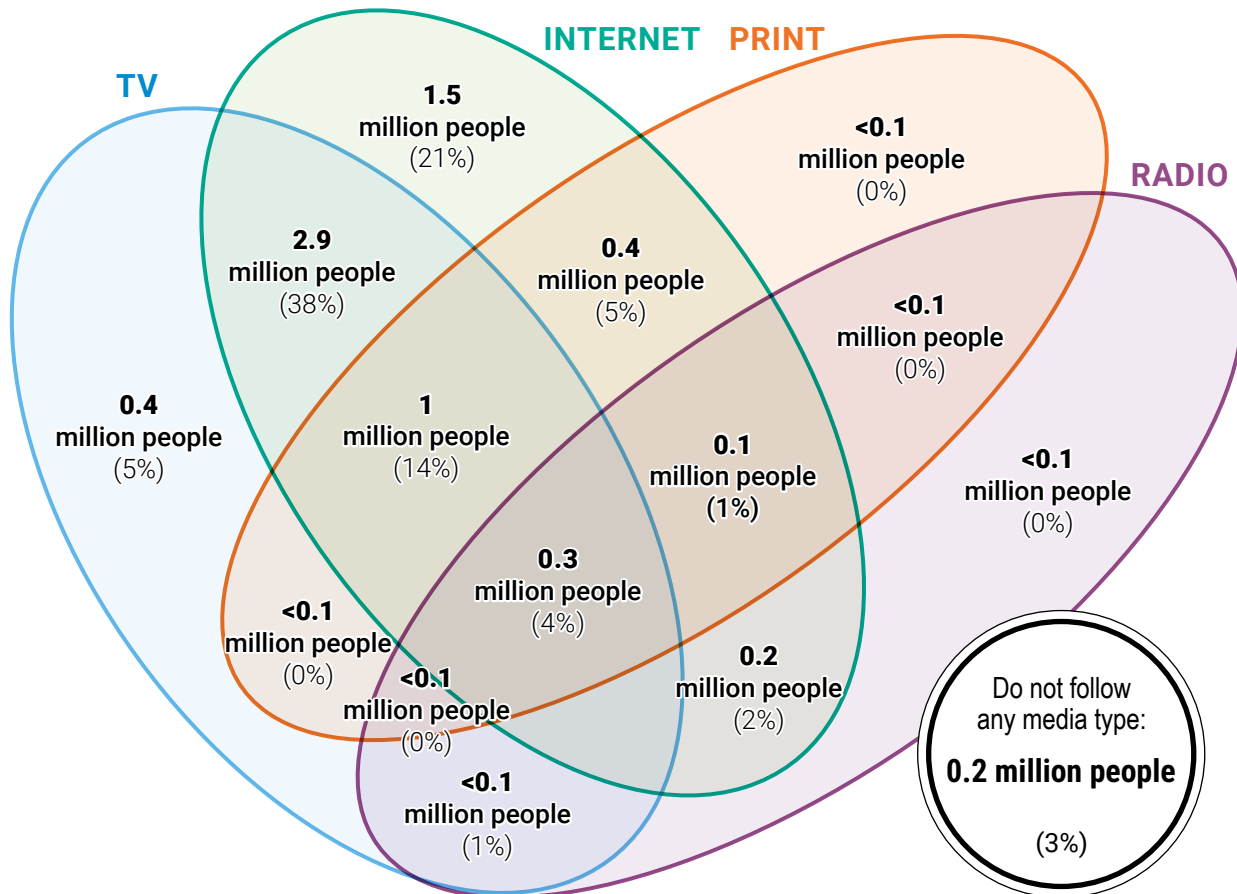 INTERNET
PRINT
TV
1.5
million people
(21%)
<0.1
million people
(0%)
RADIO
2.9
million people
(38%)
0.4
million people
(5%)
<0.1
million people
(0%)
0.4
million people
(5%)
1
million people
(14%)
0.1
million people
(1%)
<0.1
million people
(0%)
0.3
million people
(4%)
<0.1
million people
(0%)
<0.1
million people
(0%)
0.2
million people
(2%)
<0.1
million people
(1%)
Do not follow
any media type:
0.2 million people
(3%)